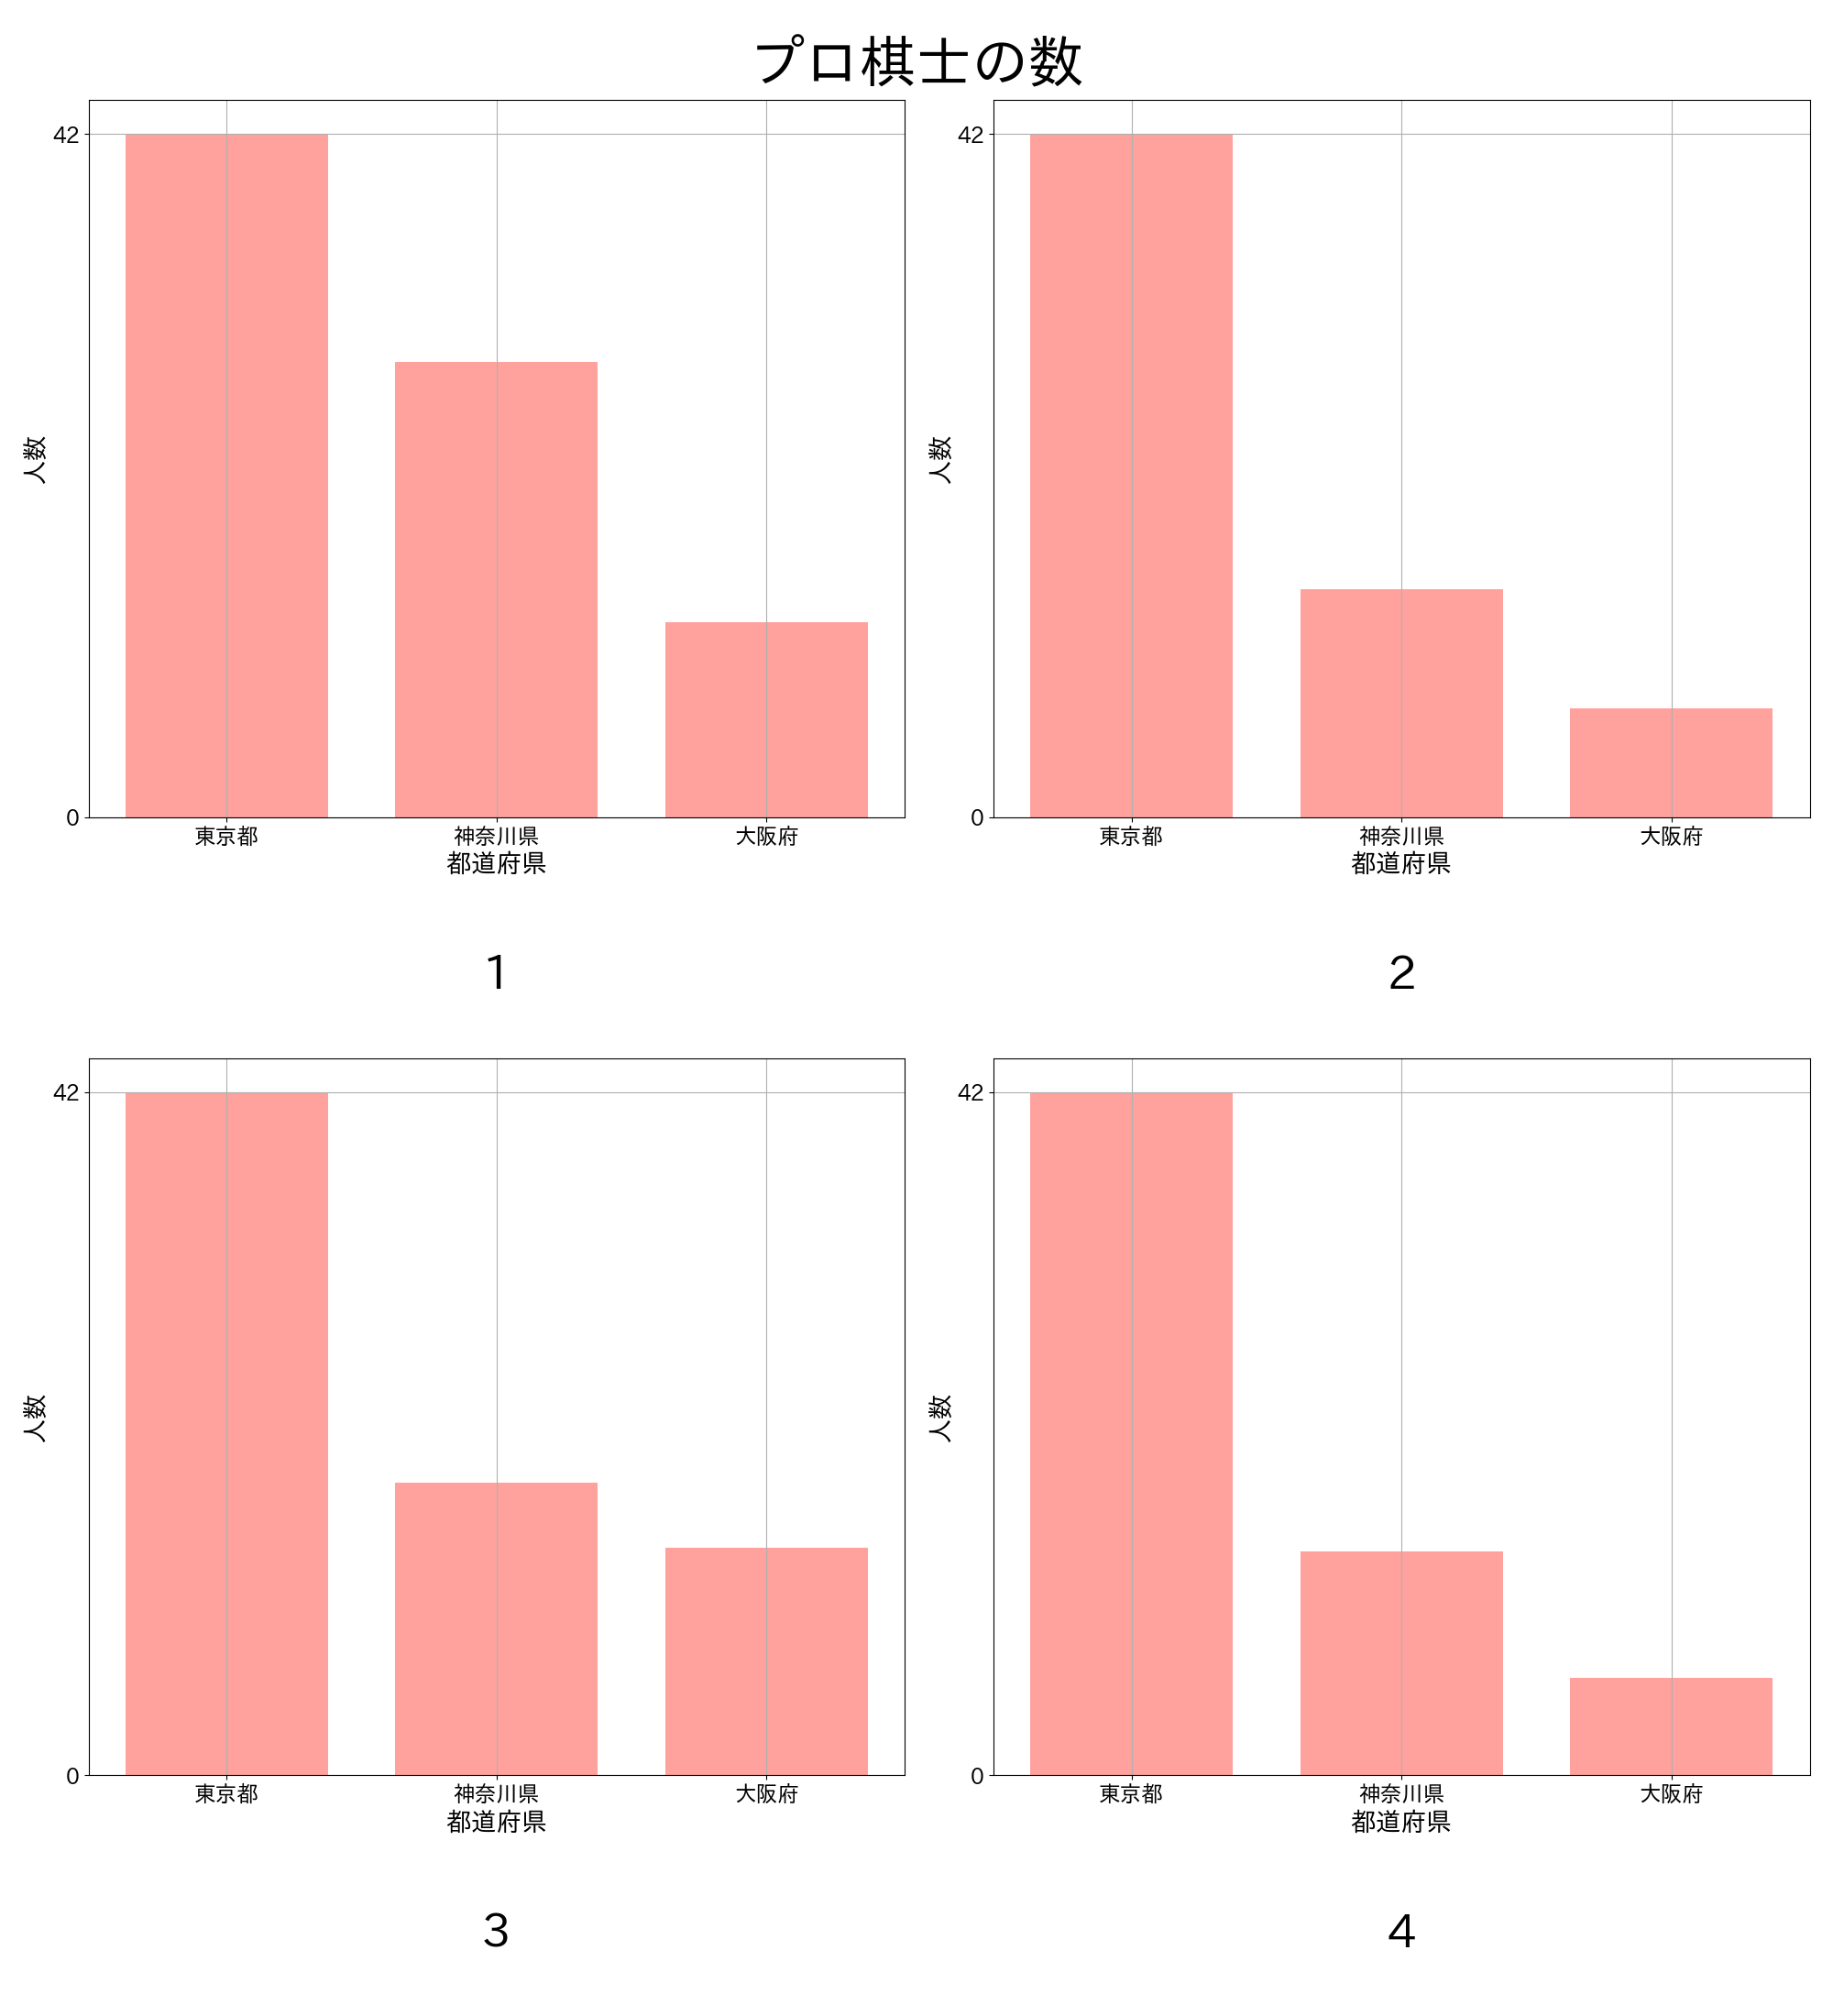 プロ棋士の数
42
0
人数
東京都 神奈川県 大阪府
都道府県
1
42
0
人数
東京都 神奈川県 大阪府
都道府県
2
42
0
人数
東京都 神奈川県 大阪府
都道府県
3
42
0
人数
東京都 神奈川県 大阪府
都道府県
4